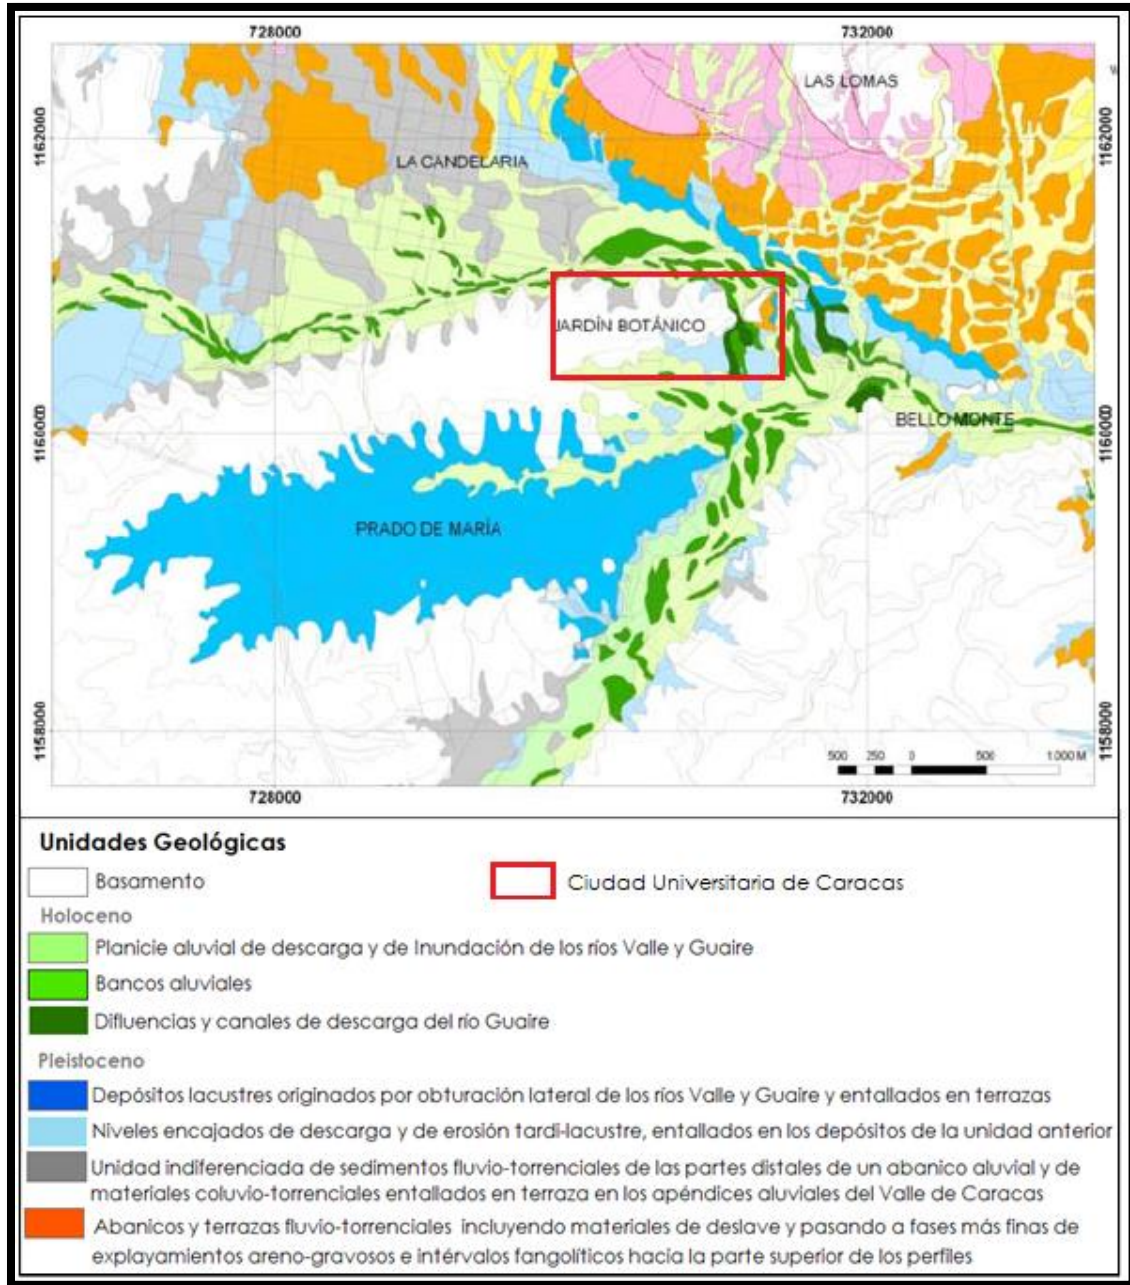 728000 732000
LAS LOMAS
W
1162000 1162000
LA CANDELARIA
JARDÍN BOTÁNICO
1160000 BELLO MONTE 1160000
PRADO DE MARÍA
1158000 1158000
500 250 0 500 1.000 M
728000 732000
Unidades Geológicas
Basamento
Ciudad Universitaria de Caracas
Holoceno
Planicie aluvial de descarga y de Inundación de los ríos Valle y Guaire
Bancos aluviales
Difluencias y canales de descarga del río Guaire
Pleistoceno
Depósitos lacustres originados por obturación lateral de los ríos Valle y Guaire y entallados en terrazas
Niveles encajados de descarga y de erosión tardi-lacustre, entallados en los depósitos de la unidad anterior
Unidad indiferenciada de sedimentos fluvio-torrenciales de las partes distales de un abanico aluvial y de
materiales coluvio-torrenciales entallados en terraza en los apéndices aluviales del Valle de Caracas
Abanicos y terrazas fluvio-torrenciales incluyendo materiales de deslave y pasando a fases más finas de
explayamientos areno-gravosos e intérvalos fangolíticos hacia la parte superior de los perfiles